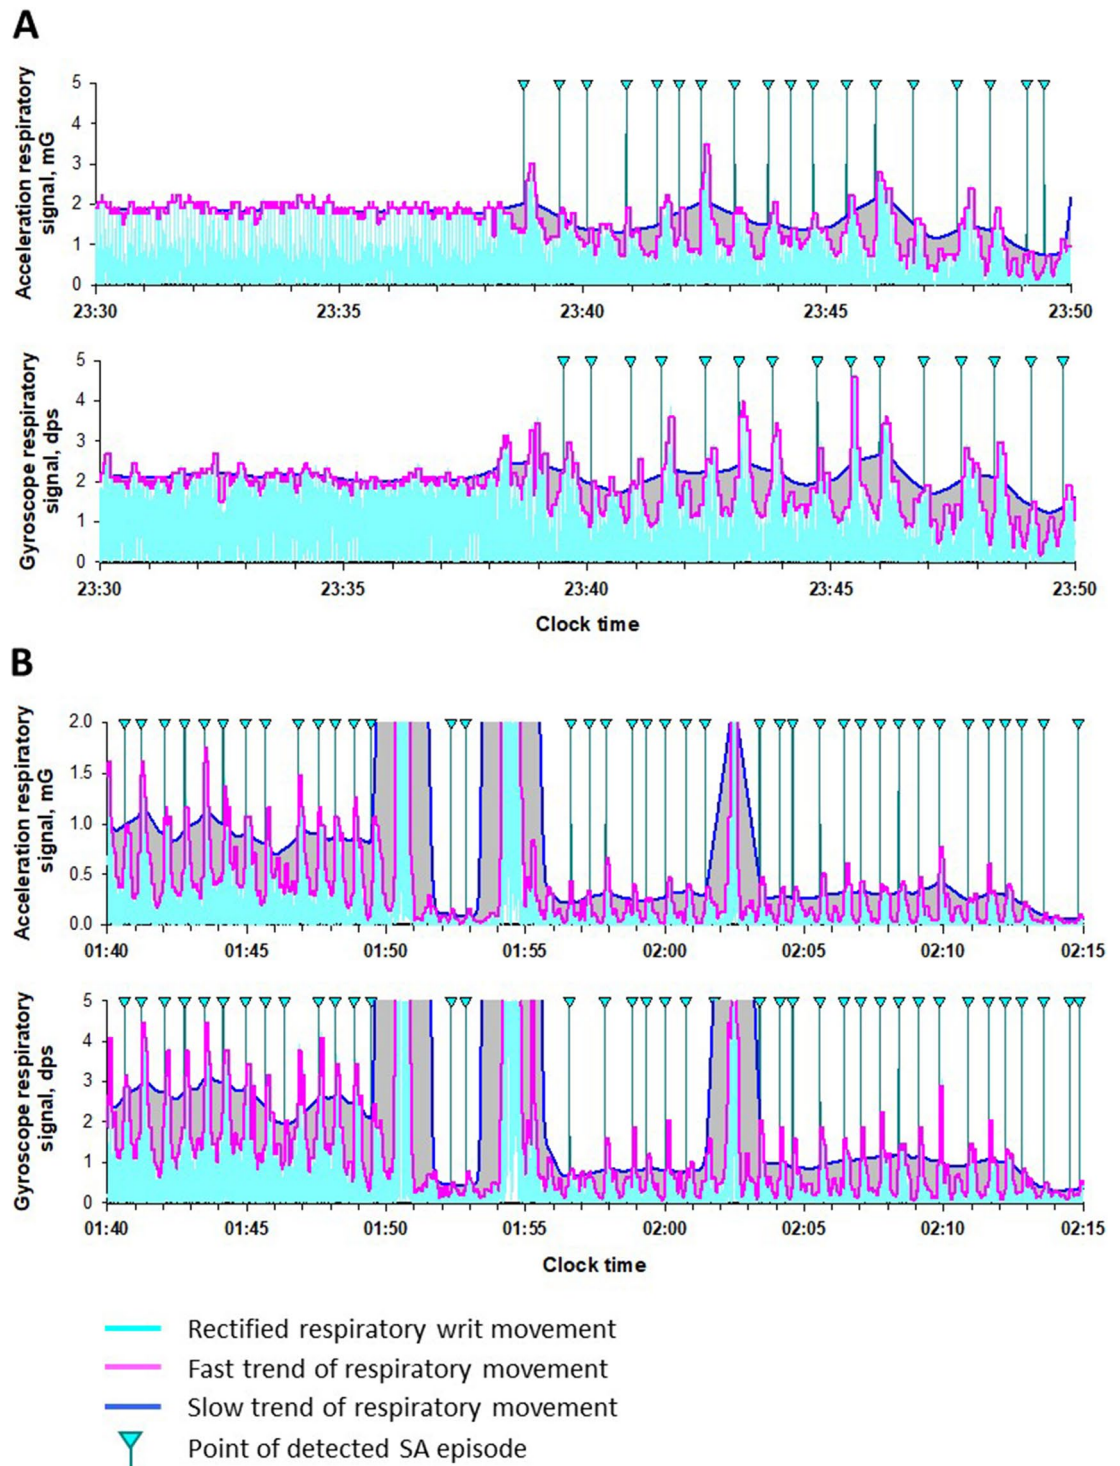 A
Acceleration respiratory
signal, mG
5
4
3
2
1
0
23:30 23:35 23:40 23:45 23:50
Gyroscope respiratory
signal, dps
5
4
3
2
1
0
23:30 23:35 23:40 23:45 23:50
Clock time
B
Acceleration respiratory
signal, mG
2.0
1.5
1.0
0.5
0.0
01:40 01:45 01:50 01:55 02:00 02:05 02:10 02:15
Gyroscope respiratory
signal, dps
5
4
3
2
1
0
01:40 01:45 01:50 01:55 02:00 02:05 02:10 02:15
Clock time
Rectified respiratory writ movement
Fast trend of respiratory movement
Slow trend of respiratory movement
Point of detected SA episode